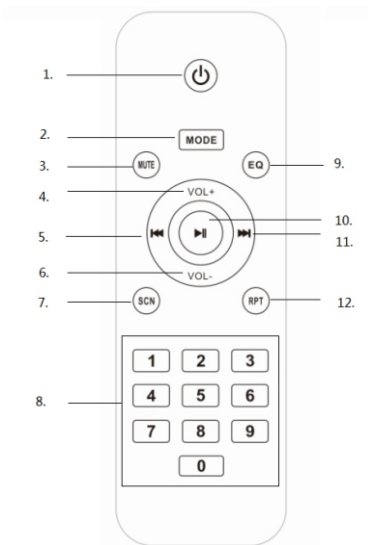 1.
2. MODE
3. MUTE EQ 9.
4. VOL+
10.
5.
11.
6. VOL-
7. SCN RPT 12.
1 2 3
8. 4 5 6
7 8 9
0